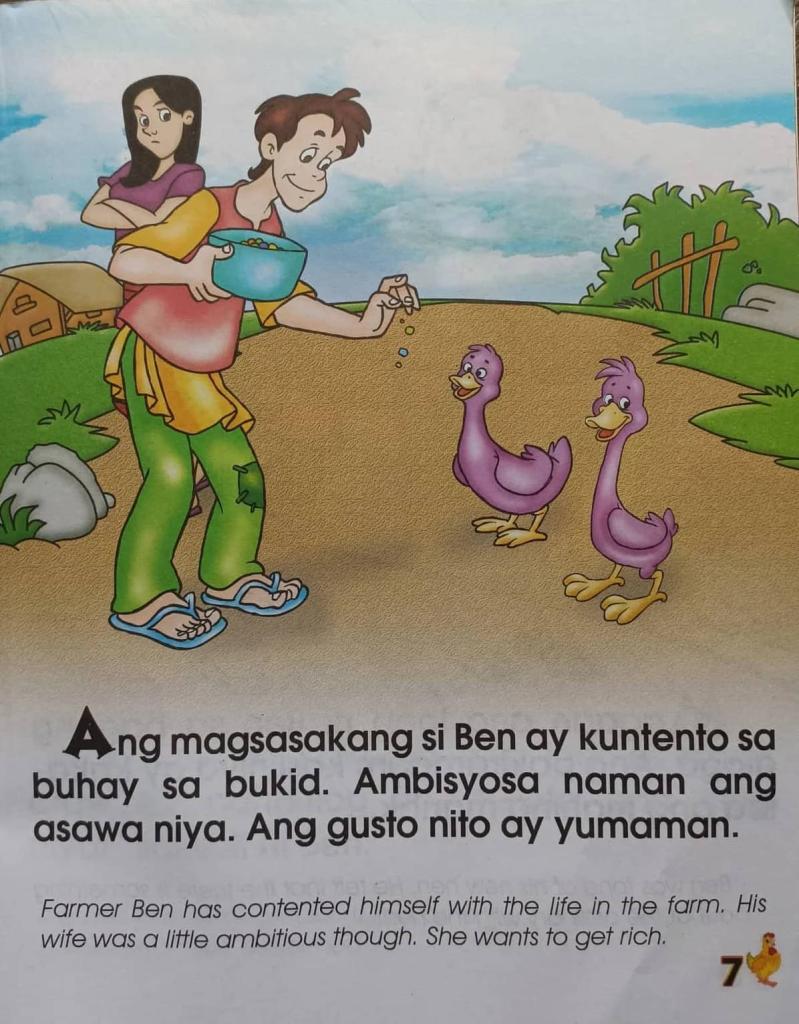 Ang magsasakang si Ben ay kuntento sa
buhay sa bukid. Ambisyosa naman ang
asawa niya. Ang gusto nito ay yumaman.
Farmer Ben has contented himself with the life in the farm. His
wife was a little ambitious though. She wants to get rich.
7